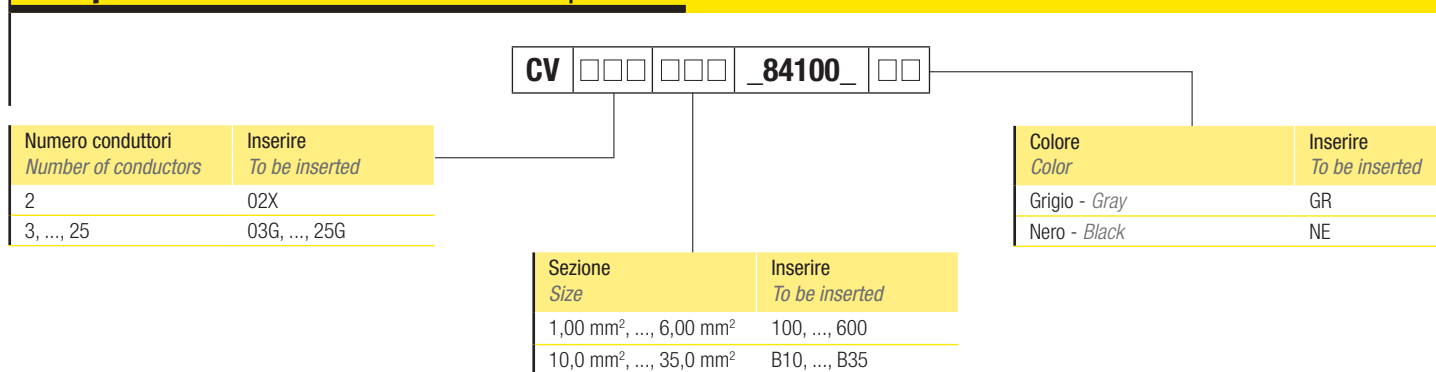 CV □□□ □□□ _84100_ □□
Numero conduttori Inserire
Number of conductors To be inserted
2 02X
3, ..., 25 03G, ..., 25G
Colore Inserire
Color To be inserted
Grigio - Gray GR
Nero - Black NE
Sezione Inserire
Size To be inserted
1,00 mm², ..., 6,00 mm² 100, ..., 600
10,0 mm², ..., 35,0 mm² B10, ..., B35